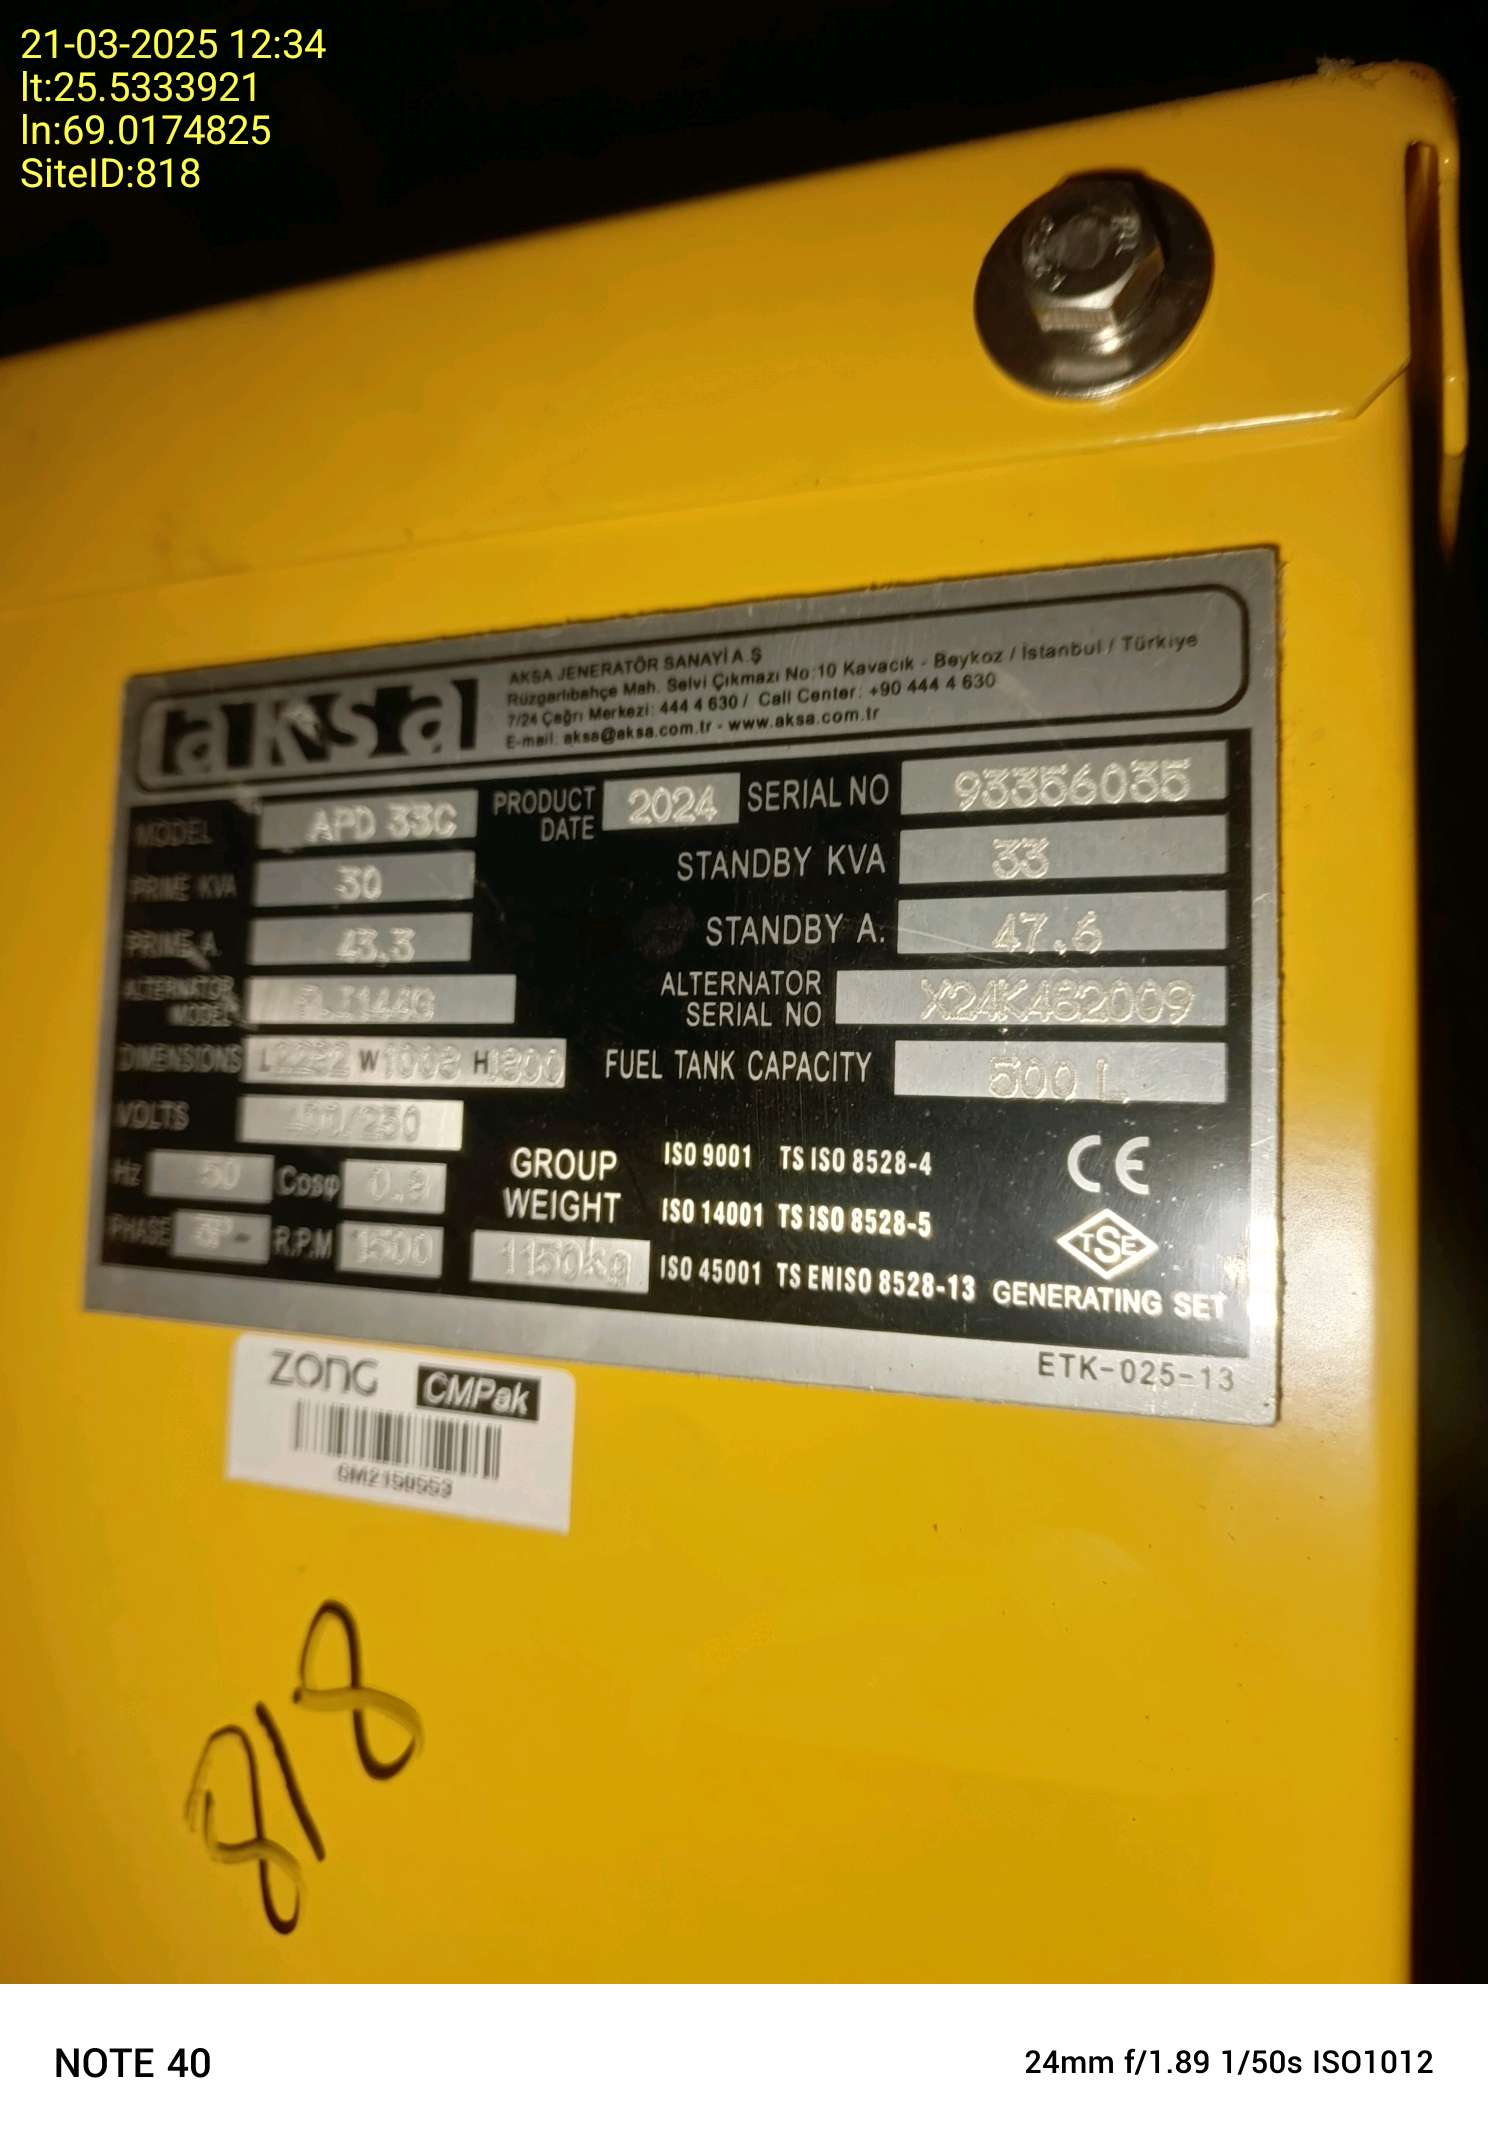 21-03-2025 12:34
lt:25.5333921
ln:69.0174825
SiteID:818
aksa
AKSA JENERATÖR SANAYİ A.Ş
Rüzgarlıbahçe Mah. Selvi Çıkmazı No:10 Kavacık - Beykoz / İstanbul / Türkiye
7/24 Çağrı Merkezi: 444 4 630 / Call Center: +90 444 4 630
E-mail: aksa@aksa.com.tr - www.aksa.com.tr
MODEL APD 33C PRODUCT DATE 2024 SERIAL NO 93356035
PRIME KVA 30 STANDBY KVA 33
PRIME A. 43.3 STANDBY A. 47.6
ALTERNATOR MODEL ALTERNATOR SERIAL NO X24K482009
DIMENSIONS L W H FUEL TANK CAPACITY 500 L
VOLTS 400/230
Hz 50 Cosφ 0.8 GROUP WEIGHT 1150kg
PHASE R.P.M 1500
ISO 9001 TS ISO 8528-4
ISO 14001 TS ISO 8528-5
ISO 45001 TS EN ISO 8528-13
CE
TSE
GENERATING SET
ETK-025-13
ZONG CMPak
818
NOTE 40
24mm f/1.89 1/50s ISO1012